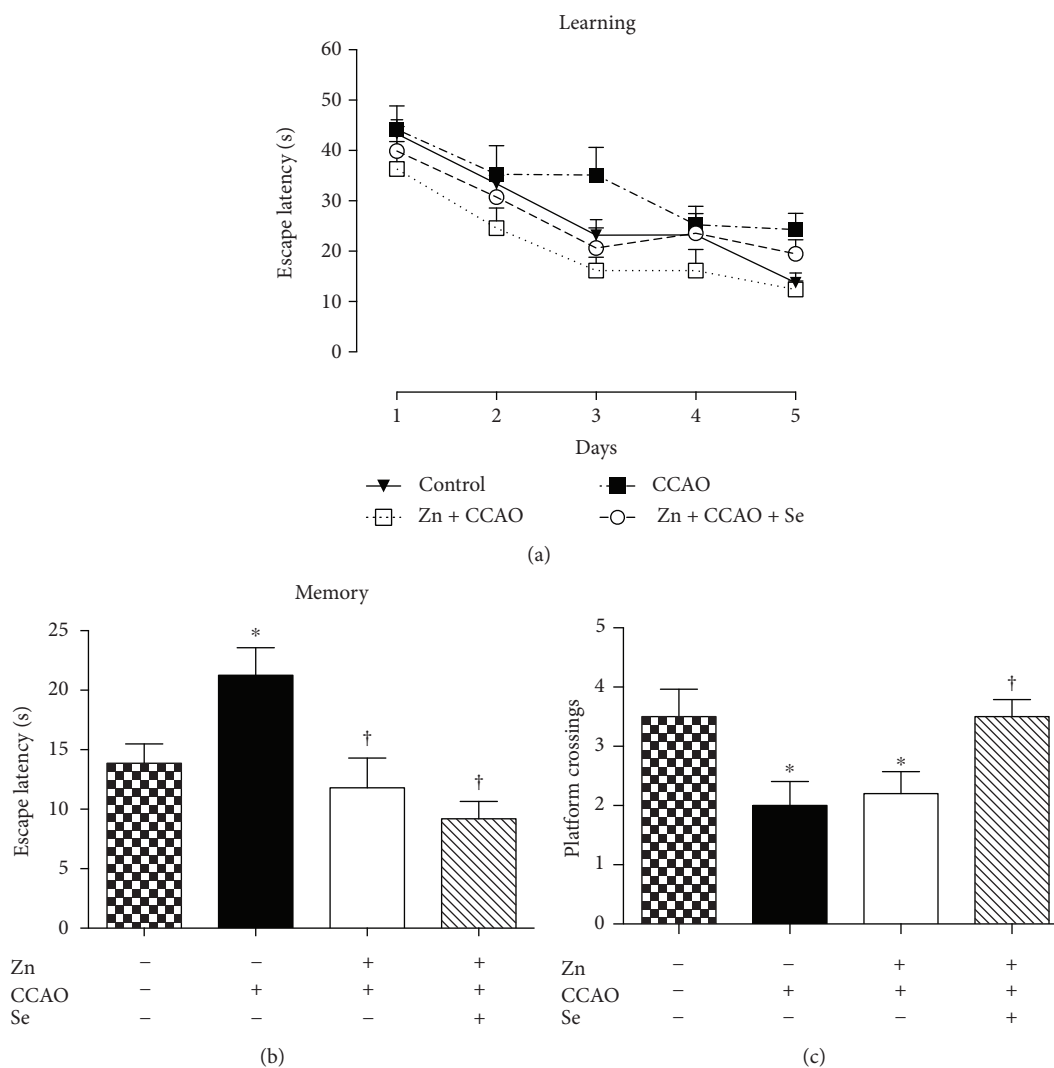 Learning
Escape latency (s)
60
50
40
30
20
10
0
1 2 3 4 5
Days
Control CCAO
Zn + CCAO Zn + CCAO + Se
(a)
Memory
Escape latency (s)
25
20
15
10
5
0
*
†
†
Zn − − + +
CCAO − + + +
Se − − − +
(b)
Platform crossings
5
4
3
2
1
0
*
*
†
Zn − − + +
CCAO − + + +
Se − − − +
(c)